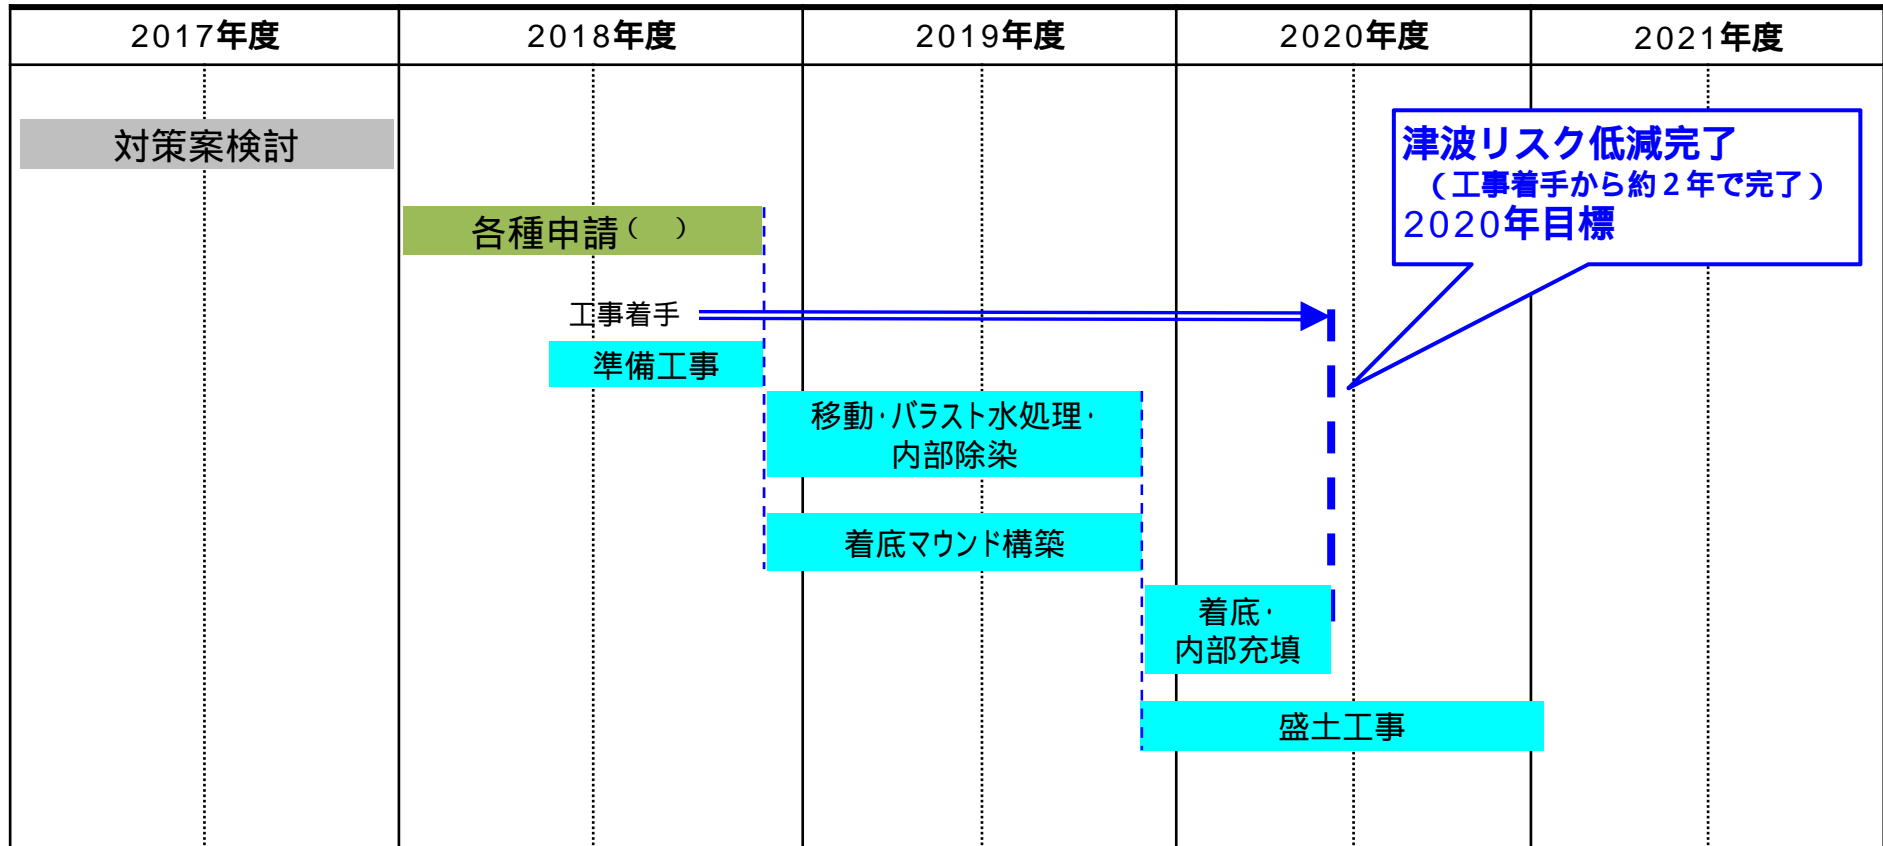 2017年度
2018年度
2019年度
2020年度
2021年度
対策案検討
津波リスク低減完了
（工事着手から約２年で完了）
2020年目標
各種申請（　）
工事着手
準備工事
移動・バラスト水処理・
内部除染
着底マウンド構築
着底・
内部充填
盛土工事